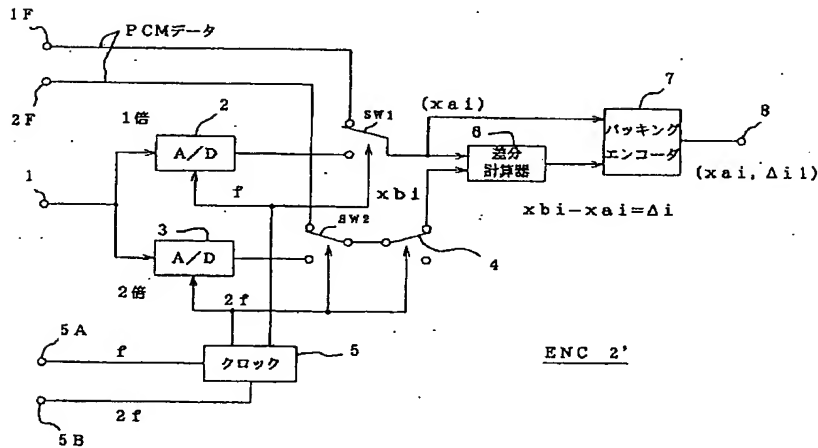 1F
PCMデータ
2F
1倍
2
A/D
SW1
(xai)
7
8
6
差分
計算器
パッキング
エンコーダ
(xai, Δi1)
1
f
xbi
xbi-xai=Δi
SW2
3
A/D
4
2倍
2f
5A
f
クロック
5
ENC 2'
2f
5B